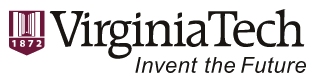 1872
VirginiaTech
Invent the Future